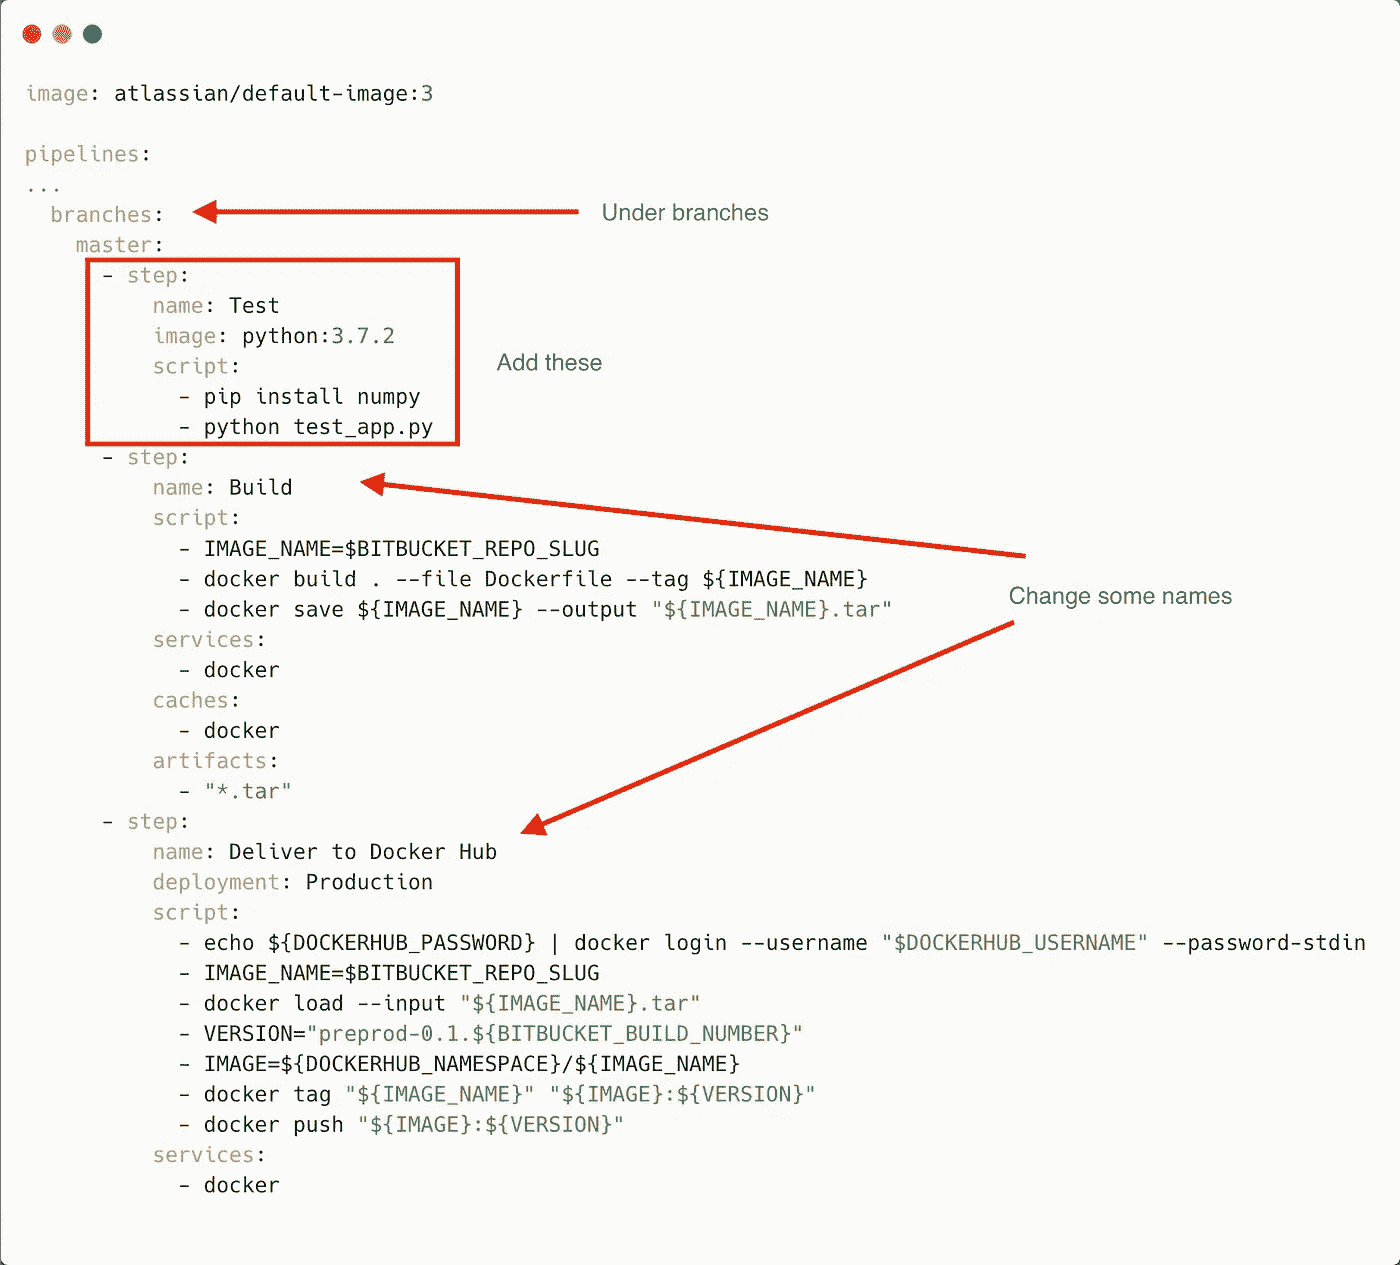 image: atlassian/default-image:3
pipelines:
...
branches:
Under branches
master:
- step:
name: Test
image: python:3.7.2
script:
Add these
- pip install numpy
- python test_app.py
- step:
name: Build
script:
- IMAGE_NAME=$BITBUCKET_REPO_SLUG
- docker build . --file Dockerfile --tag ${IMAGE_NAME}
Change some names
- docker save ${IMAGE_NAME} --output "${IMAGE_NAME}.tar"
services:
- docker
caches:
- docker
artifacts:
- "*.tar"
- step:
name: Deliver to Docker Hub
deployment: Production
script:
- echo ${DOCKERHUB_PASSWORD} | docker login --username "$DOCKERHUB_USERNAME" --password-stdin
- IMAGE_NAME=$BITBUCKET_REPO_SLUG
- docker load --input "${IMAGE_NAME}.tar"
- VERSION="preprod-0.1.${BITBUCKET_BUILD_NUMBER}"
- IMAGE=${DOCKERHUB_NAMESPACE}/${IMAGE_NAME}
- docker tag "${IMAGE_NAME}" "${IMAGE}:${VERSION}"
- docker push "${IMAGE}:${VERSION}"
services:
- docker